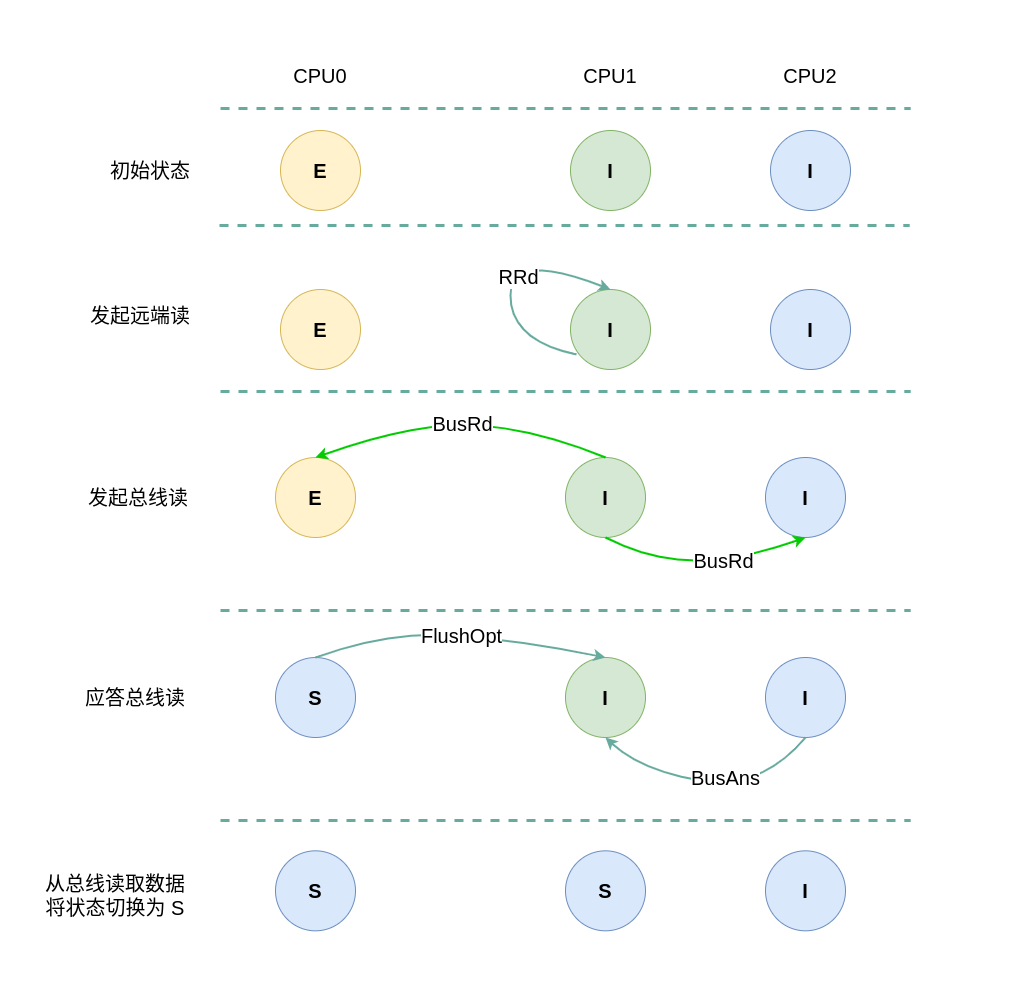 CPU0 CPU1 CPU2
初始状态 E I I
RRd
发起远端读 E I I
BusRd
发起总线读 E I I
BusRd
FlushOpt
应答总线读 S I I
BusAns
从总线读取数据
将状态切换为 S
S S I